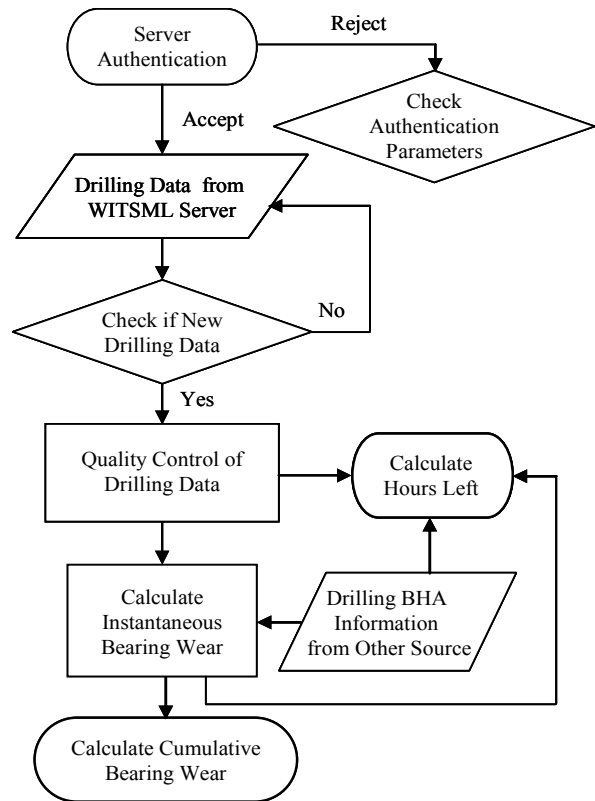 Server
Authentication
Reject
Check
Authentication
Parameters
Accept
Drilling Data from
WITSML Server
No
Check if New
Drilling Data
Yes
Quality Control of
Drilling Data
Calculate
Hours Left
Calculate
Instantaneous
Bearing Wear
Drilling BHA
Information
from Other Source
Calculate Cumulative
Bearing Wear